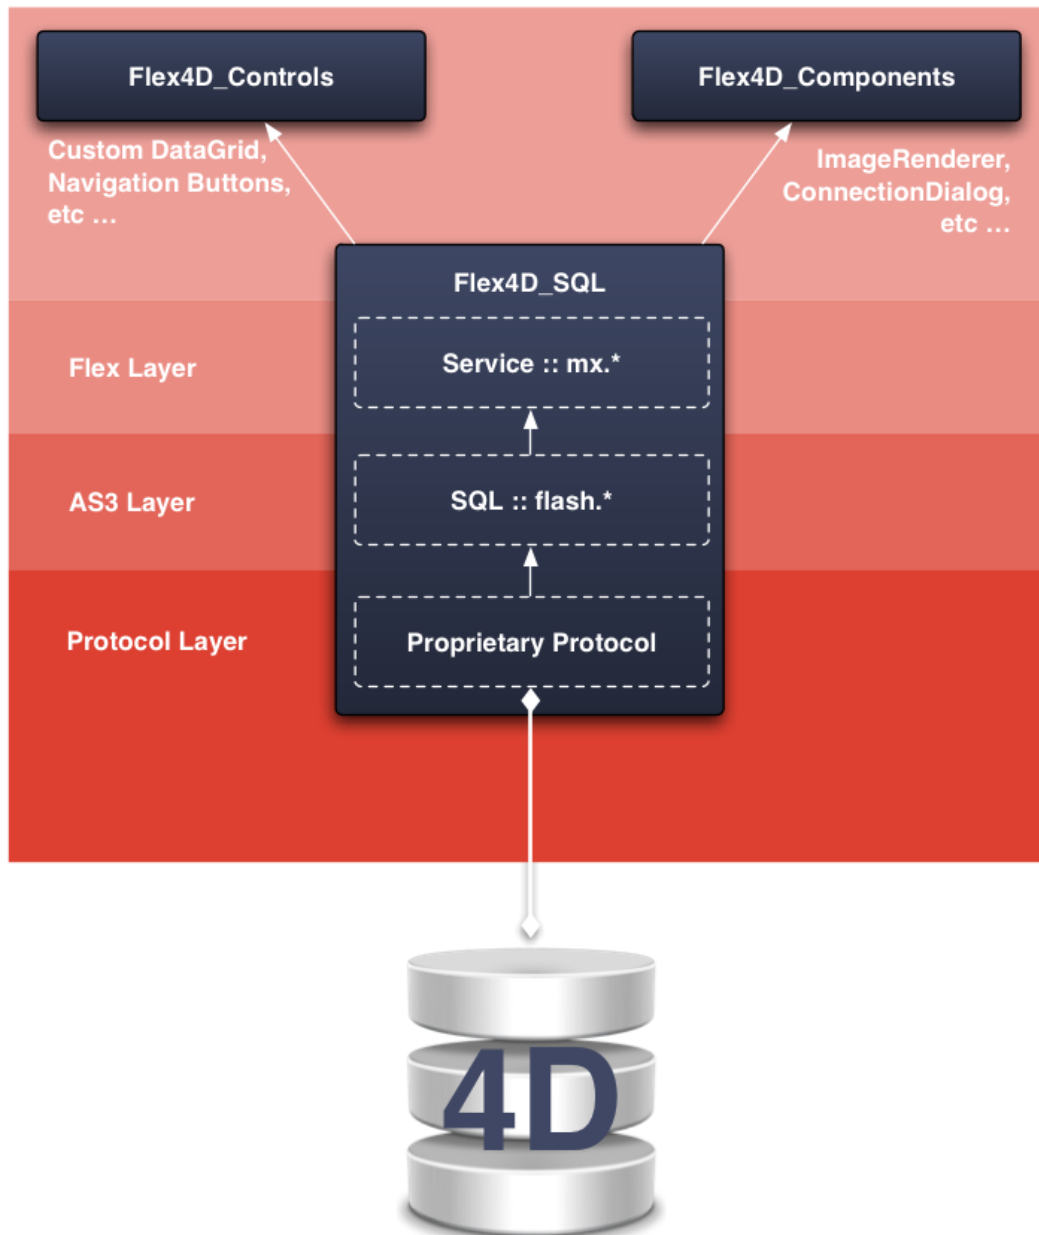 Flex4D_Controls
Flex4D_Components
Custom DataGrid,
Navigation Buttons,
etc ...
ImageRenderer,
ConnectionDialog,
etc ...
Flex4D_SQL
Flex Layer
Service :: mx.*
AS3 Layer
SQL :: flash.*
Protocol Layer
Proprietary Protocol
4D